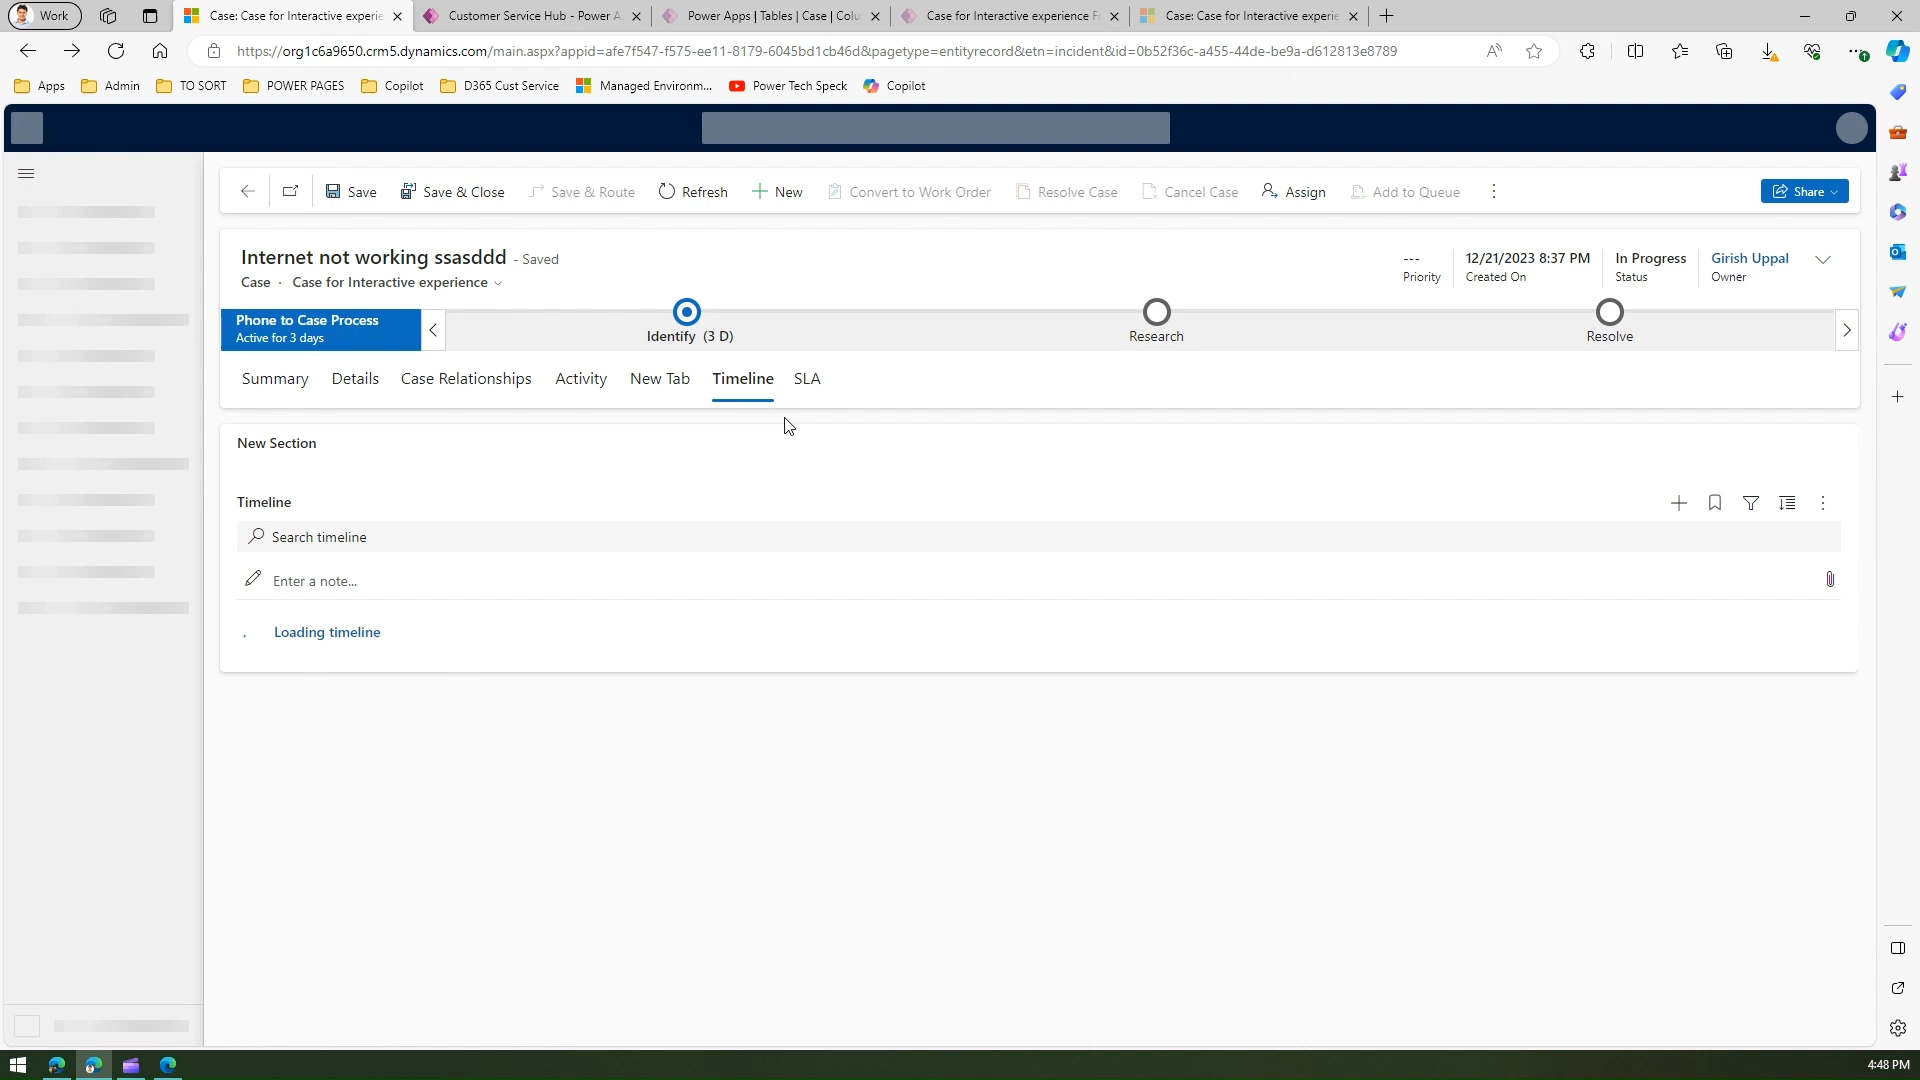 Work
Case: Case for Interactive experie
Customer Service Hub - Power A
Power Apps | Tables | Case | Colu
Case for Interactive experience F
Case: Case for Interactive experie
https://org1c6a9650.crm5.dynamics.com/main.aspx?appid=afe7f547-f575-ee11-8179-6045bd1cb46d&pagetype=entityrecord&etn=incident&id=0b52f36c-a455-44de-be9a-d612813e8789
Apps
Admin
TO SORT
POWER PAGES
Copilot
D365 Cust Service
Managed Environm...
Power Tech Speck
Copilot
Save
Save & Close
Save & Route
Refresh
New
Convert to Work Order
Resolve Case
Cancel Case
Assign
Add to Queue
Share
Internet not working ssasddd - Saved
Case · Case for Interactive experience
---
Priority
12/21/2023 8:37 PM
Created On
In Progress
Status
Girish Uppal
Owner
Phone to Case Process
Active for 3 days
Identify (3 D)
Research
Resolve
Summary
Details
Case Relationships
Activity
New Tab
Timeline
SLA
New Section
Timeline
Search timeline
Enter a note...
Loading timeline
4:48 PM